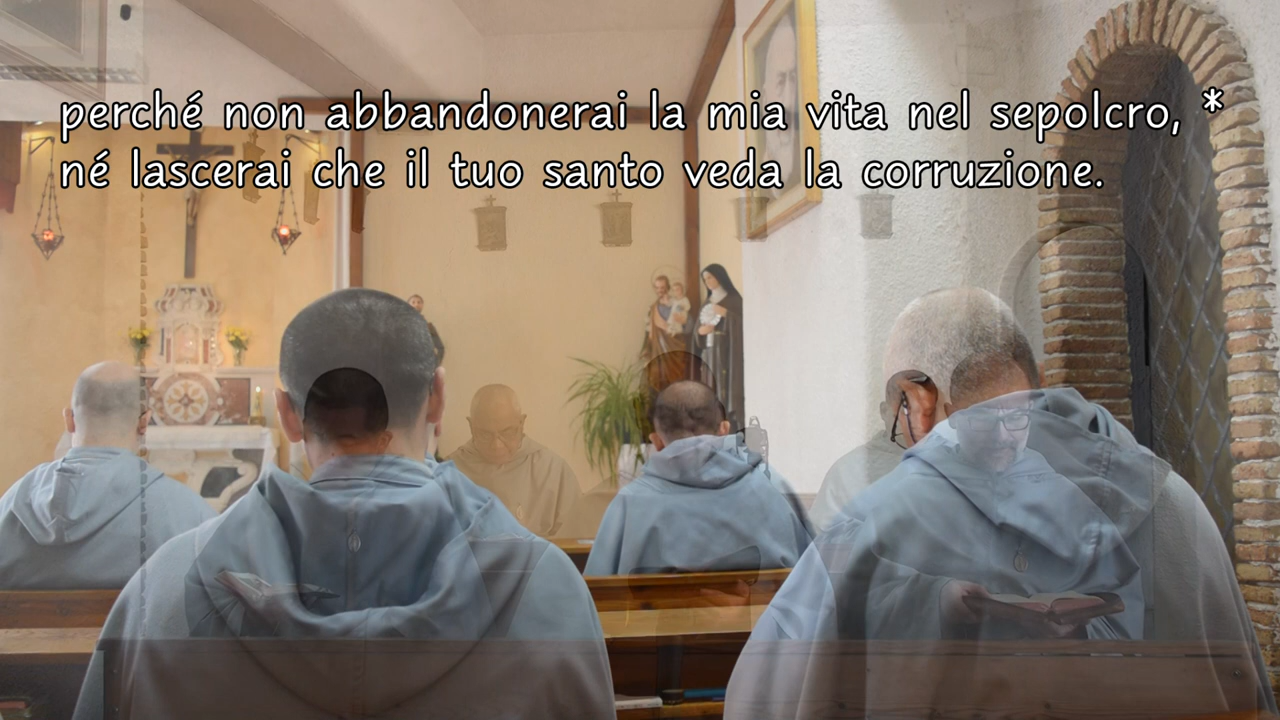 perché non abbandonerai la mia vita nel sepolcro, *
né lascerai che il tuo santo veda la corruzione.